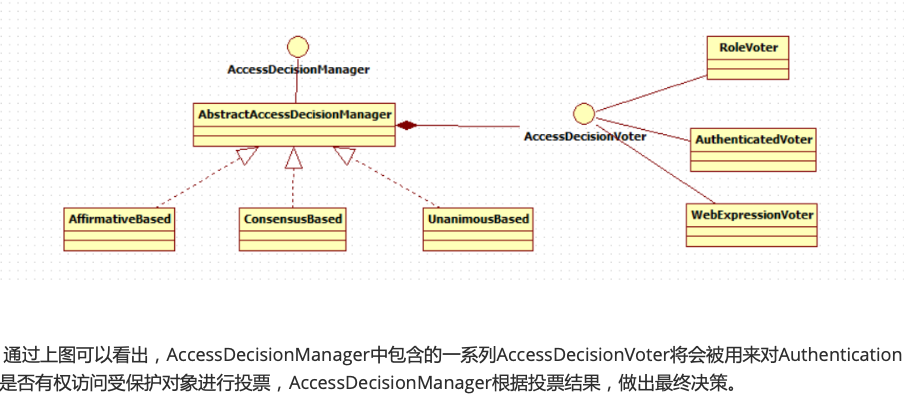 RoleVoter
AccessDecisionManager
AbstractAccessDecisionManager
AccessDecisionVoter
AuthenticatedVoter
AffirmativeBased
ConsensusBased
UnanimousBased
WebExpressionVoter
通过上图可以看出，AccessDecisionManager中包含的一系列AccessDecisionVoter将会被用来对Authentication
是否有权访问受保护对象进行投票，AccessDecisionManager根据投票结果，做出最终决策。